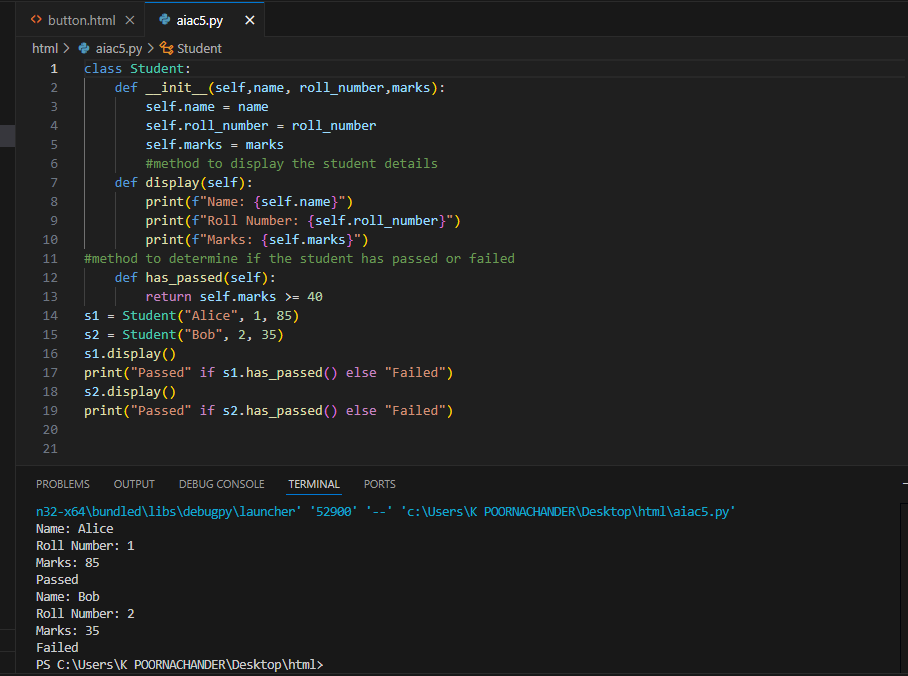 button.html aiac5.py
html > aiac5.py > Student
1 class Student:
2     def __init__(self,name, roll_number,marks):
3         self.name = name
4         self.roll_number = roll_number
5         self.marks = marks
6         #method to display the student details
7     def display(self):
8         print(f"Name: {self.name}")
9         print(f"Roll Number: {self.roll_number}")
10         print(f"Marks: {self.marks}")
11 #method to determine if the student has passed or failed
12     def has_passed(self):
13         return self.marks >= 40
14 s1 = Student("Alice", 1, 85)
15 s2 = Student("Bob", 2, 35)
16 s1.display()
17 print("Passed" if s1.has_passed() else "Failed")
18 s2.display()
19 print("Passed" if s2.has_passed() else "Failed")
20
21
PROBLEMS OUTPUT DEBUG CONSOLE TERMINAL PORTS
n32-x64\bundled\libs\debugpy\launcher' '52900' '--' 'c:\Users\K POORNACHANDER\Desktop\html\aiac5.py'
Name: Alice
Roll Number: 1
Marks: 85
Passed
Name: Bob
Roll Number: 2
Marks: 35
Failed
PS C:\Users\K POORNACHANDER\Desktop\html>